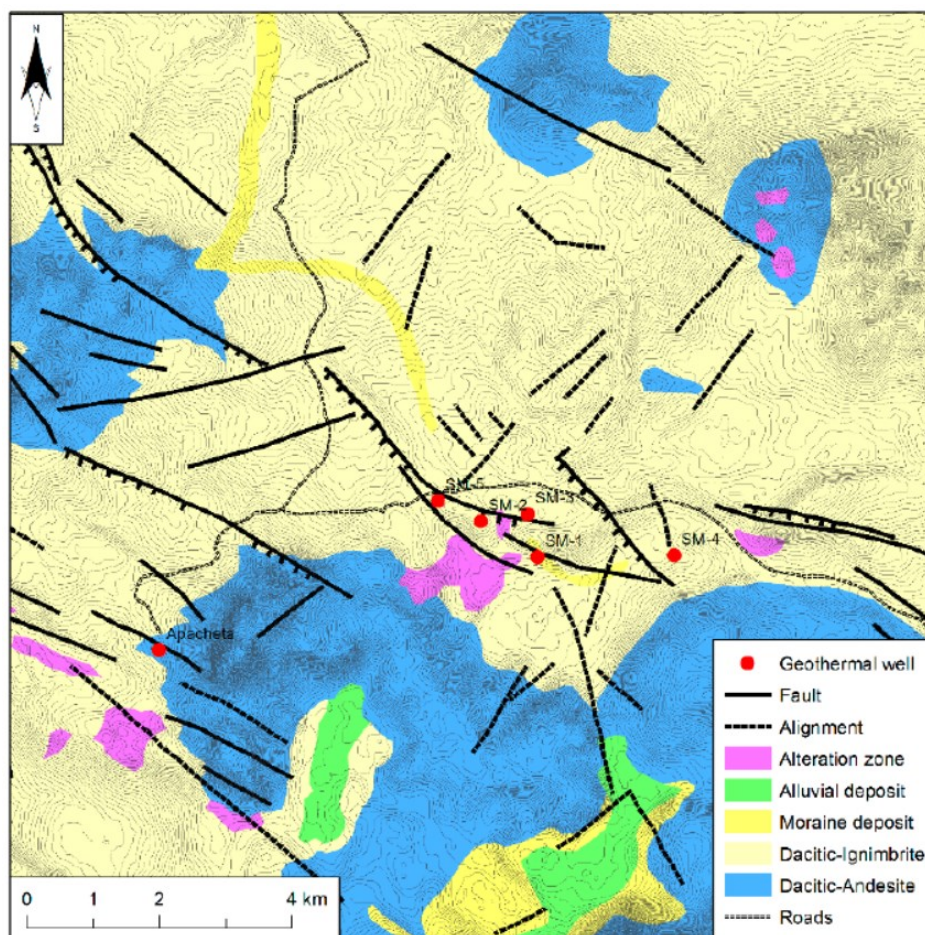 N
S
SM-5
SM-2
SM-3
SM-1
SM-4
Apacheta
Geothermal well
Fault
Alignment
Alteration zone
Alluvial deposit
Moraine deposit
Dacitic-Ignimbrite
Dacitic-Andesite
Roads
0 1 2 4 km